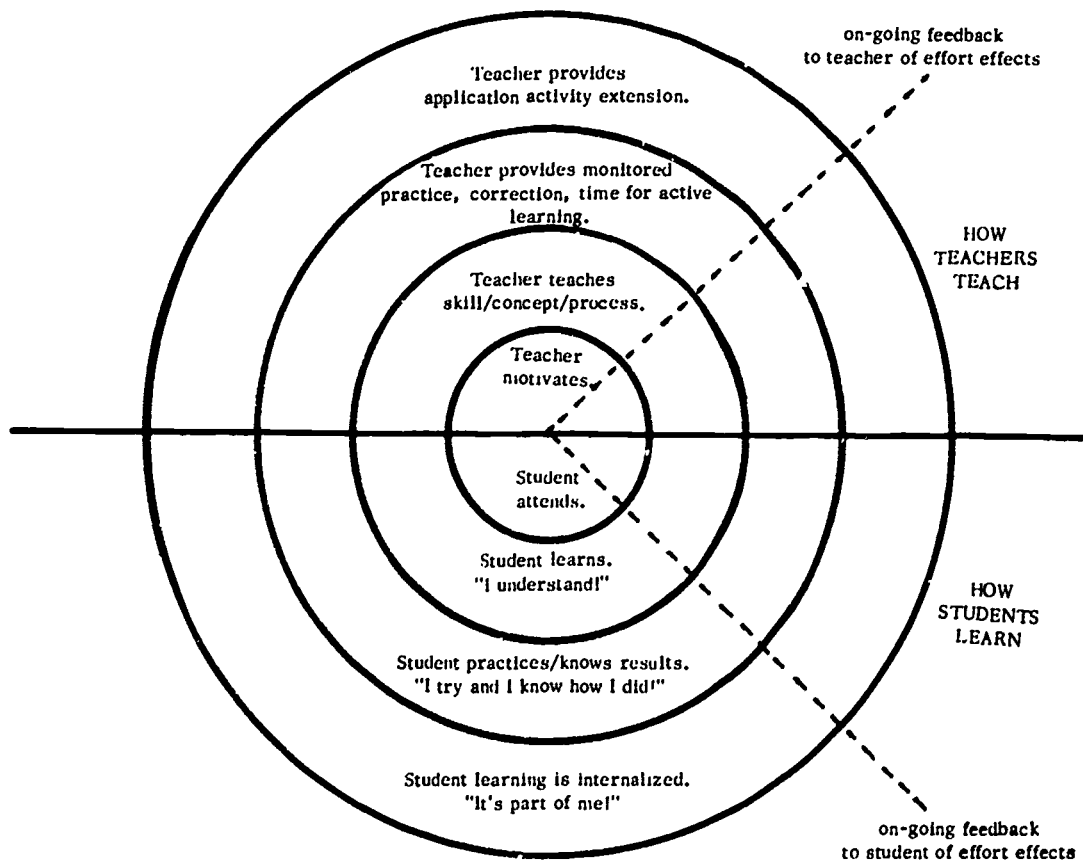 on-going feedback
to teacher of effort effects
Teacher provides
application activity extension.
Teacher provides monitored
practice, correction, time for active
learning.
HOW
TEACHERS
TEACH
Teacher teaches
skill/concept/process.
Teacher
motivates.
Student
attends.
Student learns.
"I understand!"
HOW
STUDENTS
LEARN
Student practices/knows results.
"I try and I know how I did!"
Student learning is internalized.
"It's part of me!"
on-going feedback
to student of effort effects